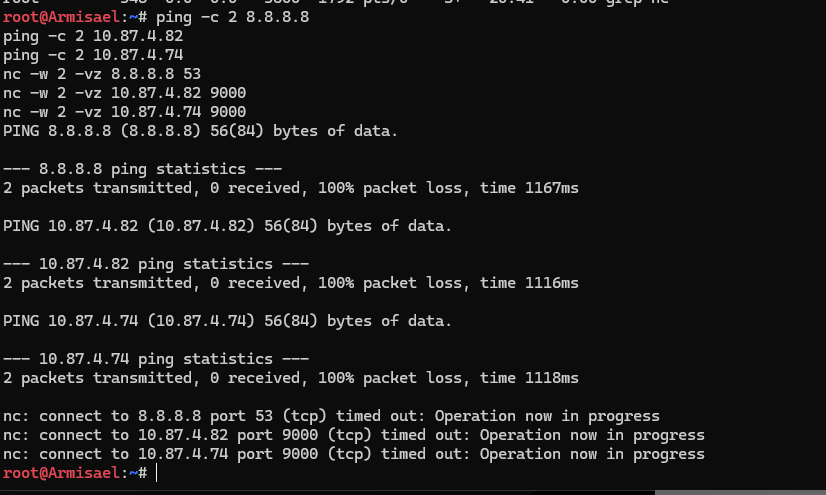 root@Armisael:~# ping -c 2 8.8.8.8
ping -c 2 10.87.4.82
ping -c 2 10.87.4.74
nc -w 2 -vz 8.8.8.8 53
nc -w 2 -vz 10.87.4.82 9000
nc -w 2 -vz 10.87.4.74 9000
PING 8.8.8.8 (8.8.8.8) 56(84) bytes of data.

--- 8.8.8.8 ping statistics ---
2 packets transmitted, 0 received, 100% packet loss, time 1167ms

PING 10.87.4.82 (10.87.4.82) 56(84) bytes of data.

--- 10.87.4.82 ping statistics ---
2 packets transmitted, 0 received, 100% packet loss, time 1116ms

PING 10.87.4.74 (10.87.4.74) 56(84) bytes of data.

--- 10.87.4.74 ping statistics ---
2 packets transmitted, 0 received, 100% packet loss, time 1118ms

nc: connect to 8.8.8.8 port 53 (tcp) timed out: Operation now in progress
nc: connect to 10.87.4.82 port 9000 (tcp) timed out: Operation now in progress
nc: connect to 10.87.4.74 port 9000 (tcp) timed out: Operation now in progress
root@Armisael:~#